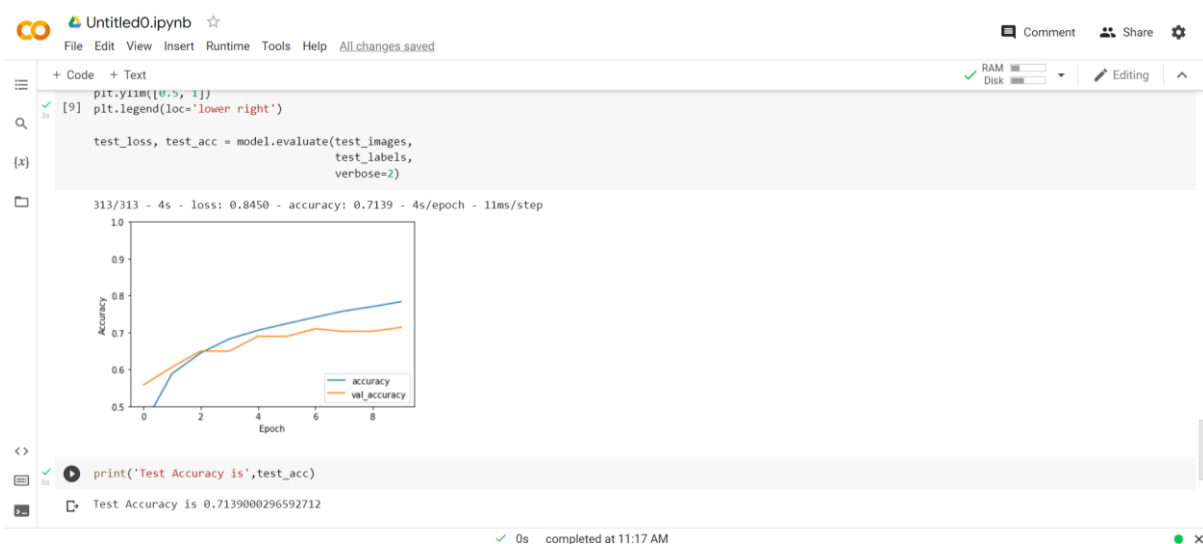 Untitled0.ipynb
File Edit View Insert Runtime Tools Help All changes saved
Comment Share
+ Code + Text
RAM
Disk
Editing
plt.ylim([0.5, 1])
[9] plt.legend(loc='lower right')
3s
test_loss, test_acc = model.evaluate(test_images,
test_labels,
verbose=2)
{x}
313/313 - 4s - loss: 0.8450 - accuracy: 0.7139 - 4s/epoch - 11ms/step
1.0
0.9
0.8
0.7
0.6
0.5
Accuracy
accuracy
val_accuracy
0 2 4 6 8
Epoch
print('Test Accuracy is',test_acc)
0s
Test Accuracy is 0.7139000296592712
0s completed at 11:17 AM